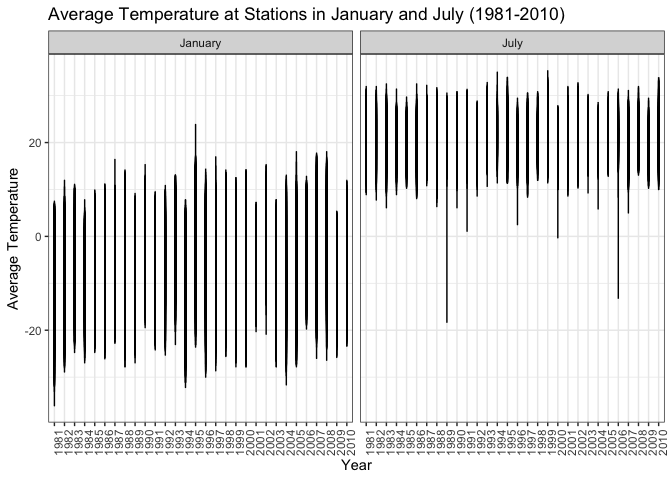 Average Temperature at Stations in January and July (1981-2010)
January
July
Average Temperature
20
0
-20
1981 1982 1983 1984 1985 1986 1987 1988 1989 1990 1991 1992 1993 1994 1995 1996 1997 1998 1999 2000 2001 2002 2003 2004 2005 2006 2007 2008 2009 2010
1981 1982 1983 1984 1985 1986 1987 1988 1989 1990 1991 1992 1993 1994 1995 1996 1997 1998 1999 2000 2001 2002 2003 2004 2005 2006 2007 2008 2009 2010
Year